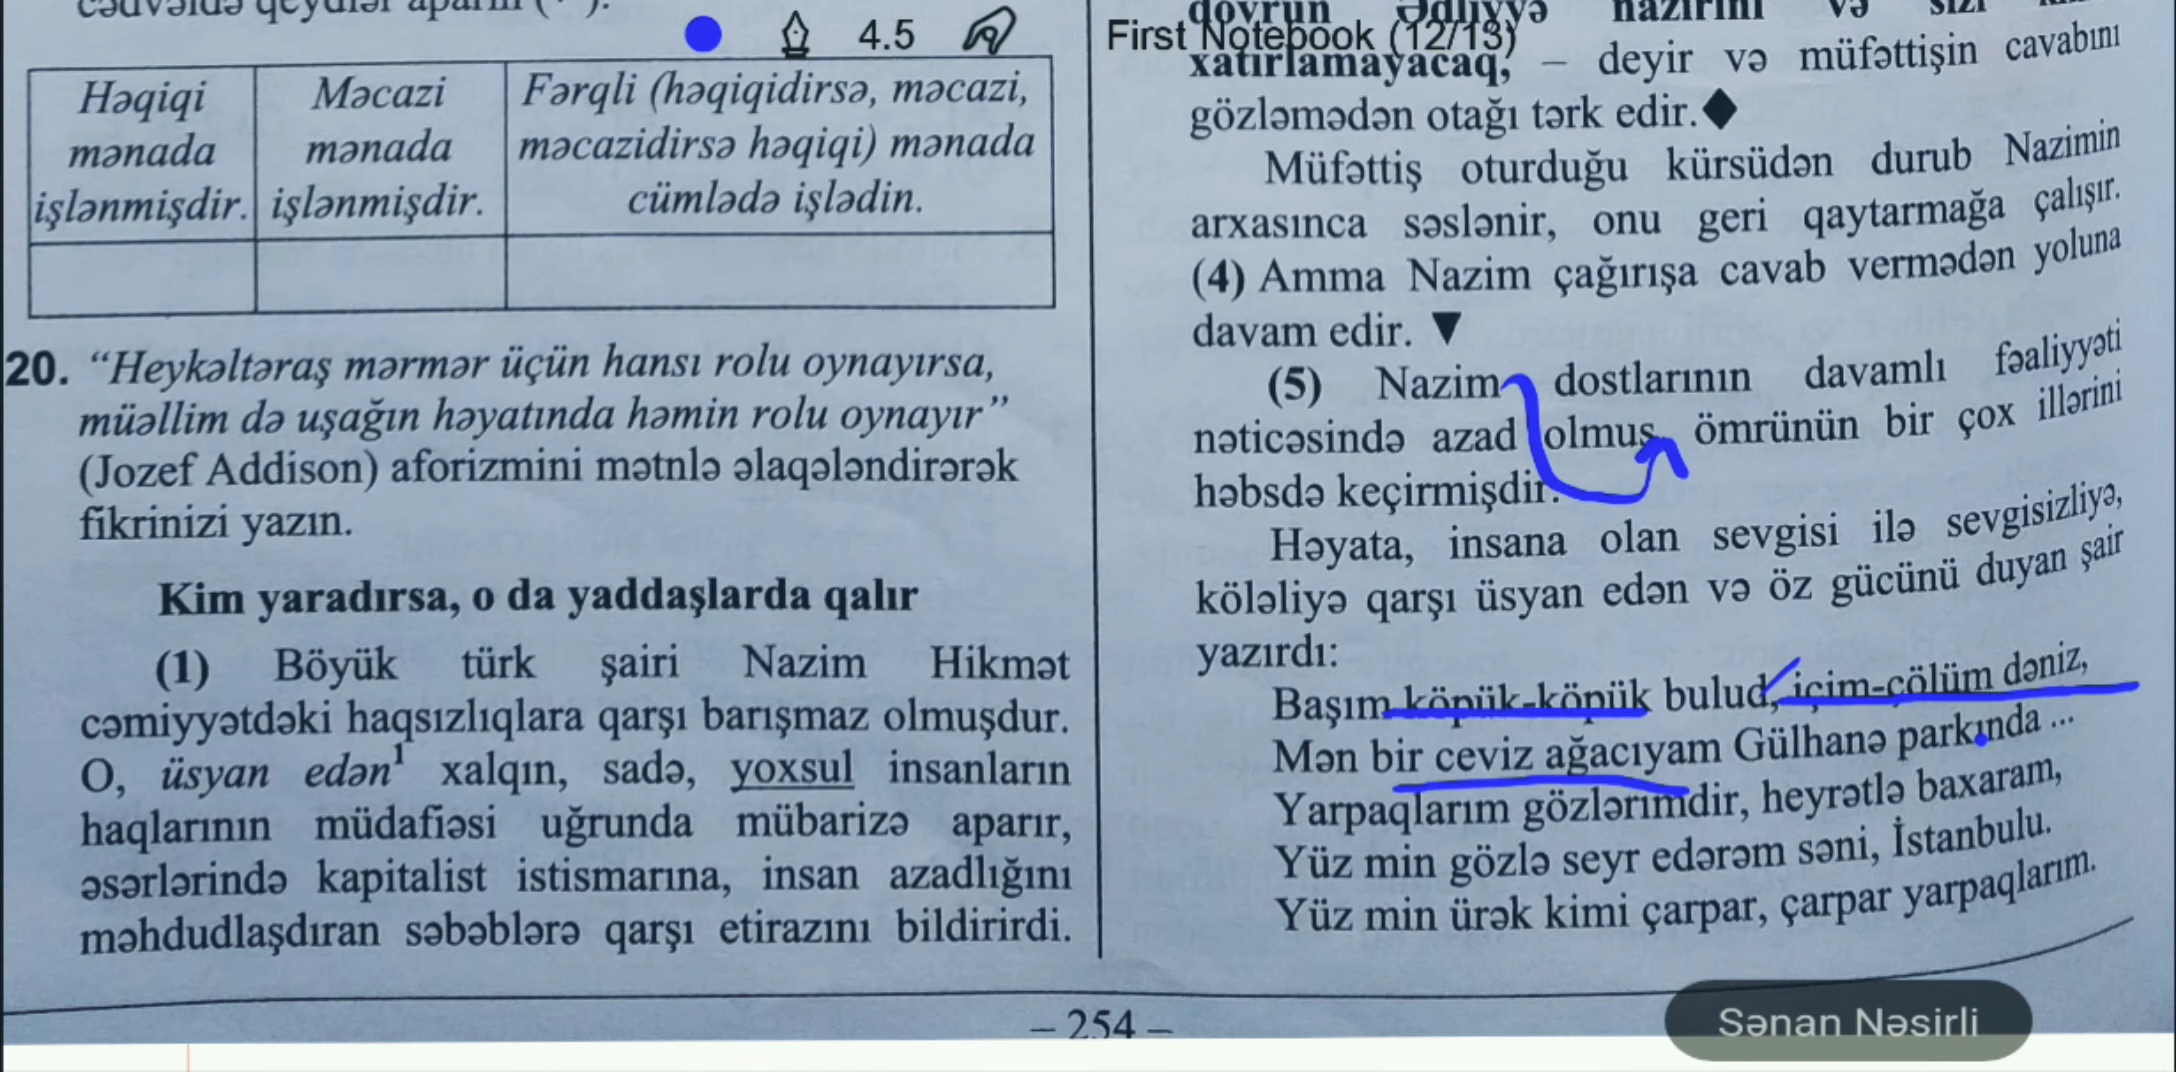 4.5
First Notebook (12/13)
Həqiqi mənada işlənmişdir.
Məcazi mənada işlənmişdir.
Fərqli (həqiqidirsə, məcazi, məcazidirsə həqiqi) mənada cümlədə işlədin.
20. “Heykəltəraş mərmər üçün hansı rolu oynayırsa,
müəllim də uşağın həyatında həmin rolu oynayır”
(Jozef Addison) aforizmini mətnlə əlaqələndirərək
fikrinizi yazın.
Kim yaradırsa, o da yaddaşlarda qalır
(1) Böyük türk şairi Nazim Hikmət
cəmiyyətdəki haqsızlıqlara qarşı barışmaz olmuşdur.
O, üsyan edən¹ xalqın, sadə, yoxsul insanların
haqlarının müdafiəsi uğrunda mübarizə aparır,
əsərlərində kapitalist istismarına, insan azadlığını
məhdudlaşdıran səbəblərə qarşı etirazını bildirirdi.
xatırlamayacaq, – deyir və müfəttişin cavabını
gözləmədən otağı tərk edir.◆
Müfəttiş oturduğu kürsüdən durub Nazimin
arxasınca səslənir, onu geri qaytarmağa çalışır.
(4) Amma Nazim çağırışa cavab vermədən yoluna
davam edir. ▼
(5) Nazim dostlarının davamlı fəaliyyəti
nəticəsində azad olmuş, ömrünün bir çox illərini
həbsdə keçirmişdir.
Həyata, insana olan sevgisi ilə sevgisizliyə,
köləliyə qarşı üsyan edən və öz gücünü duyan şair
yazırdı:
Başım köpük-köpük bulud, içim-çölüm dəniz,
Mən bir ceviz ağacıyam Gülhanə parkında ...
Yarpaqlarım gözlərimdir, heyrətlə baxaram,
Yüz min gözlə seyr edərəm səni, İstanbulu.
Yüz min ürək kimi çarpar, çarpar yarpaqlarım.
– 254 –
Sənan Nəsirli